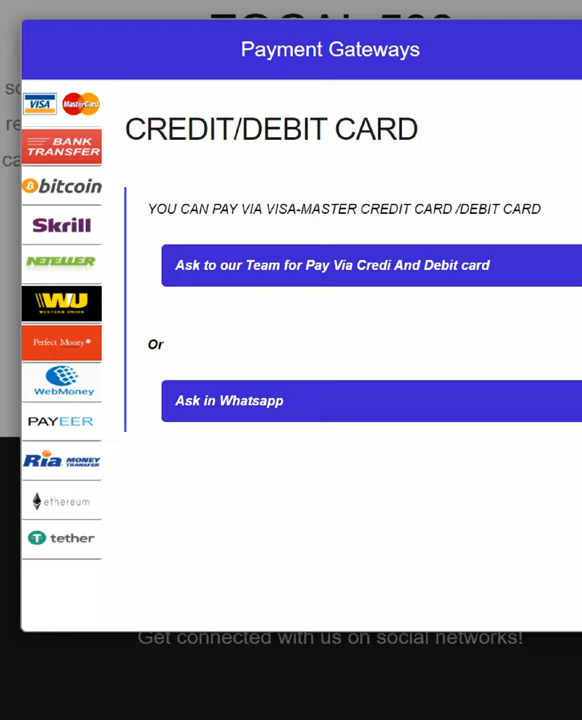 Payment Gateways
VISA MasterCard
CREDIT/DEBIT CARD
BANK
TRANSFER
bitcoin
YOU CAN PAY VIA VISA-MASTER CREDIT CARD /DEBIT CARD
Skrill
NETELLER
Ask to our Team for Pay Via Credi And Debit card
WU
WESTERN UNION
Perfect Money
Or
WebMoney
Ask in Whatsapp
PAYEER
Ria MONEY
TRANSFER
ethereum
tether
Get connected with us on social networks!